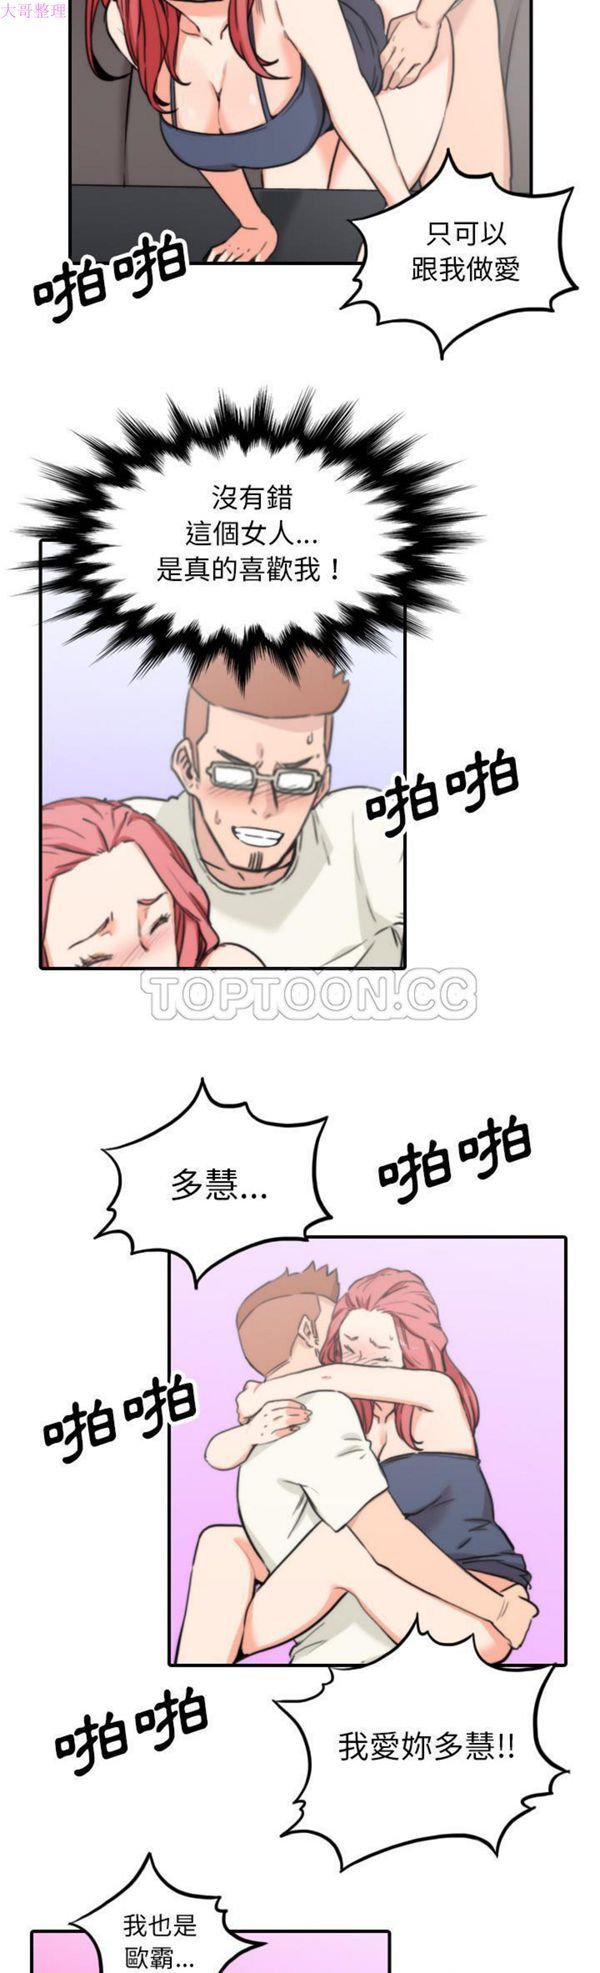 大哥整理
只可以
跟我做愛
啪啪
沒有錯
這個女人...
是真的喜歡我！
啪啪
TOPTOON.CC
啪啪
多慧...
啪啪
啪啪
我愛妳多慧!!
我也是
歐霸...